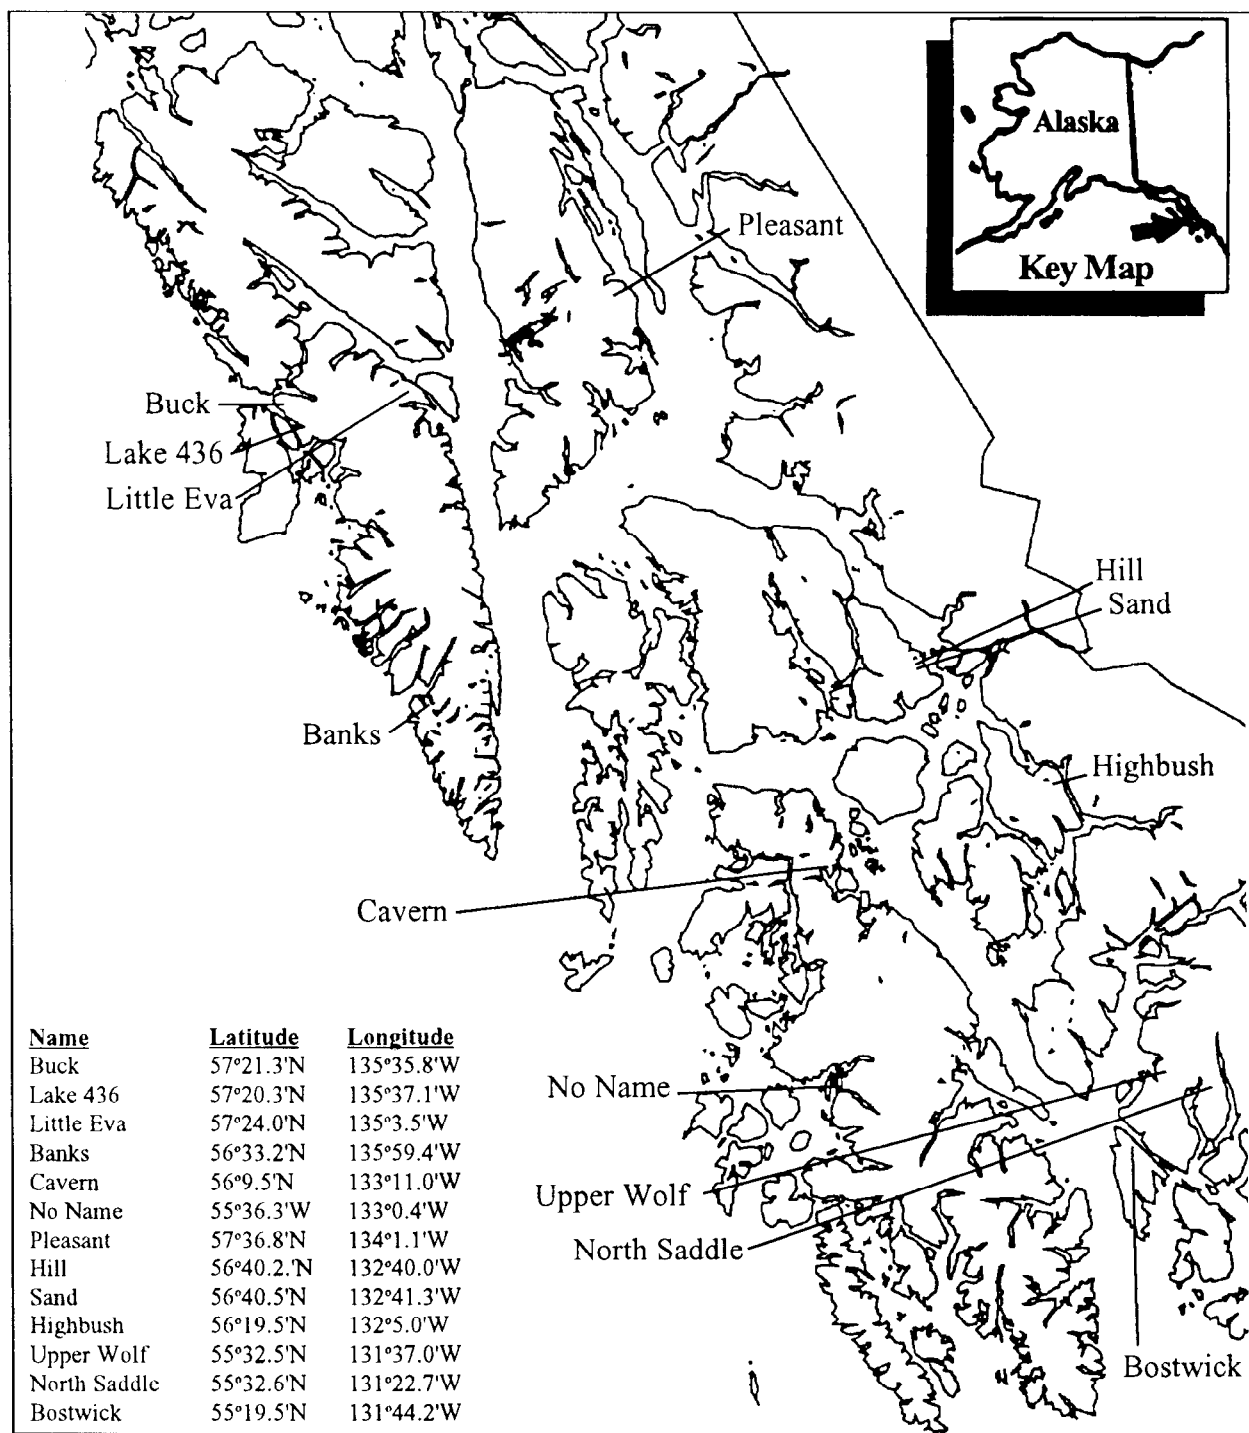 Alaska
Key Map
Pleasant
Buck
Lake 436
Little Eva
Hill
Sand
Banks
Highbush
Cavern
No Name
Upper Wolf
North Saddle
Bostwick
Name Latitude Longitude
Buck 57°21.3'N 135°35.8'W
Lake 436 57°20.3'N 135°37.1'W
Little Eva 57°24.0'N 135°3.5'W
Banks 56°33.2'N 135°59.4'W
Cavern 56°9.5'N 133°11.0'W
No Name 55°36.3'W 133°0.4'W
Pleasant 57°36.8'N 134°1.1'W
Hill 56°40.2.'N 132°40.0'W
Sand 56°40.5'N 132°41.3'W
Highbush 56°19.5'N 132°5.0'W
Upper Wolf 55°32.5'N 131°37.0'W
North Saddle 55°32.6'N 131°22.7'W
Bostwick 55°19.5'N 131°44.2'W